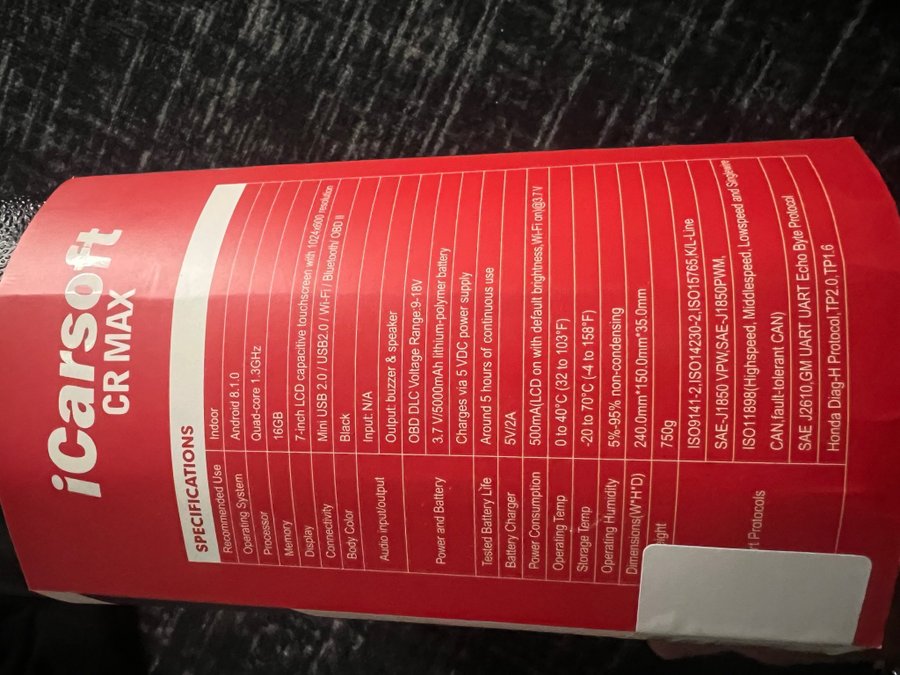 iCarsoft
CR MAX
SPECIFICATIONS
Recommended Use Indoor
Operating System Android 8.1.0
Processor Quad-core 1.3GHz
Memory 16GB
Display 7-inch LCD capacitive touchscreen with 1024x600 resolution
Connectivity Mini USB 2.0 / USB2.0 / Wi-Fi / Bluetooth/ OBD II
Body Color Black
Audio input/output Input: N/A
Output: buzzer & speaker
Power and Battery OBD DLC Voltage Range:9-18V
3.7 V//5000mAh lithium-polymer battery
Charges via 5 VDC power supply
Tested Battery Life Around 5 hours of continuous use
Battery Charger 5V/2A
Power Consumption 500mA(LCD on with default brightness,Wi-Fi on)@3.7 V
Operating Temp 0 to 40°C (32 to 103°F)
Storage Temp -20 to 70°C (-4 to 158°F)
Operating Humidity 5%-95% non-condensing
Dimensions(W*H*D) 240.0mm*150.0mm*35.0mm
750g
Protocols ISO9141-2,ISO14230-2,ISO15765,K/L-Line
SAE-J1850 VPW,SAE-J1850PWM,
ISO11898(Highspeed, Middlespeed, Lowspeed and Singlewire
CAN,fault-tolerant CAN)
SAE J2610,GM UART UART Echo Byte Protocol
Honda Diag-H Protocol,TP2.0,TP1.6